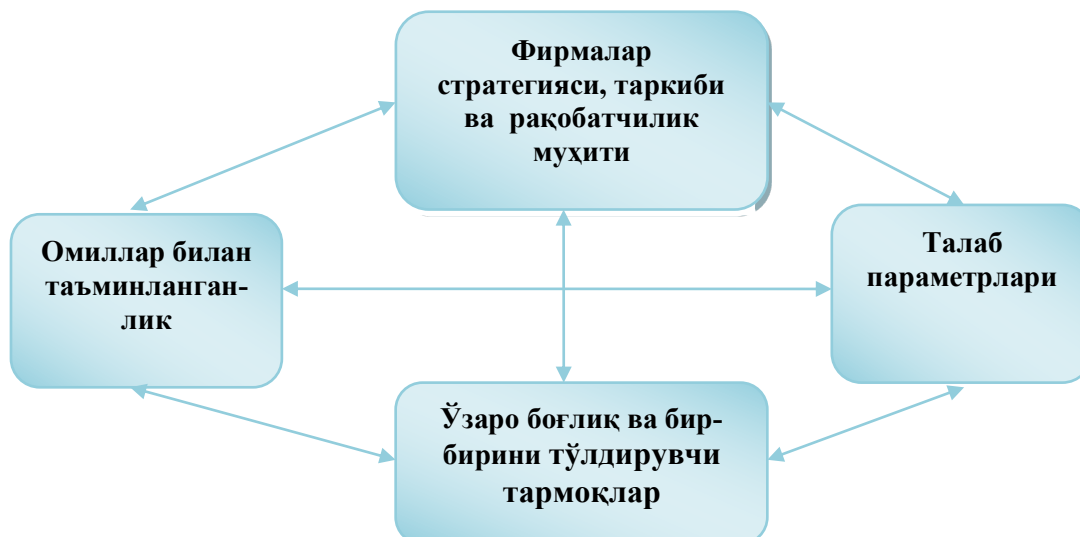 Фирмалар
стратегияси, таркиби
ва рақобатчилик
муҳити
Омиллар билан
таъминланган-
лик
Талаб
параметрлари
Ўзаро боғлиқ ва бир-
бирини тўлдирувчи
тармоқлар